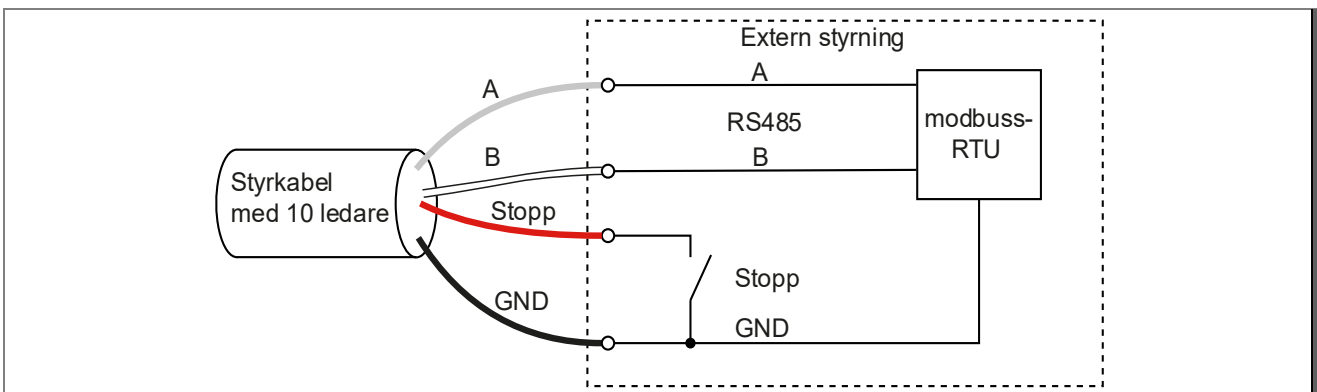 Extern styrning
A
A
RS485
modbuss-
RTU
B
B
Styrkabel
med 10 ledare
Stopp
Stopp
GND
GND